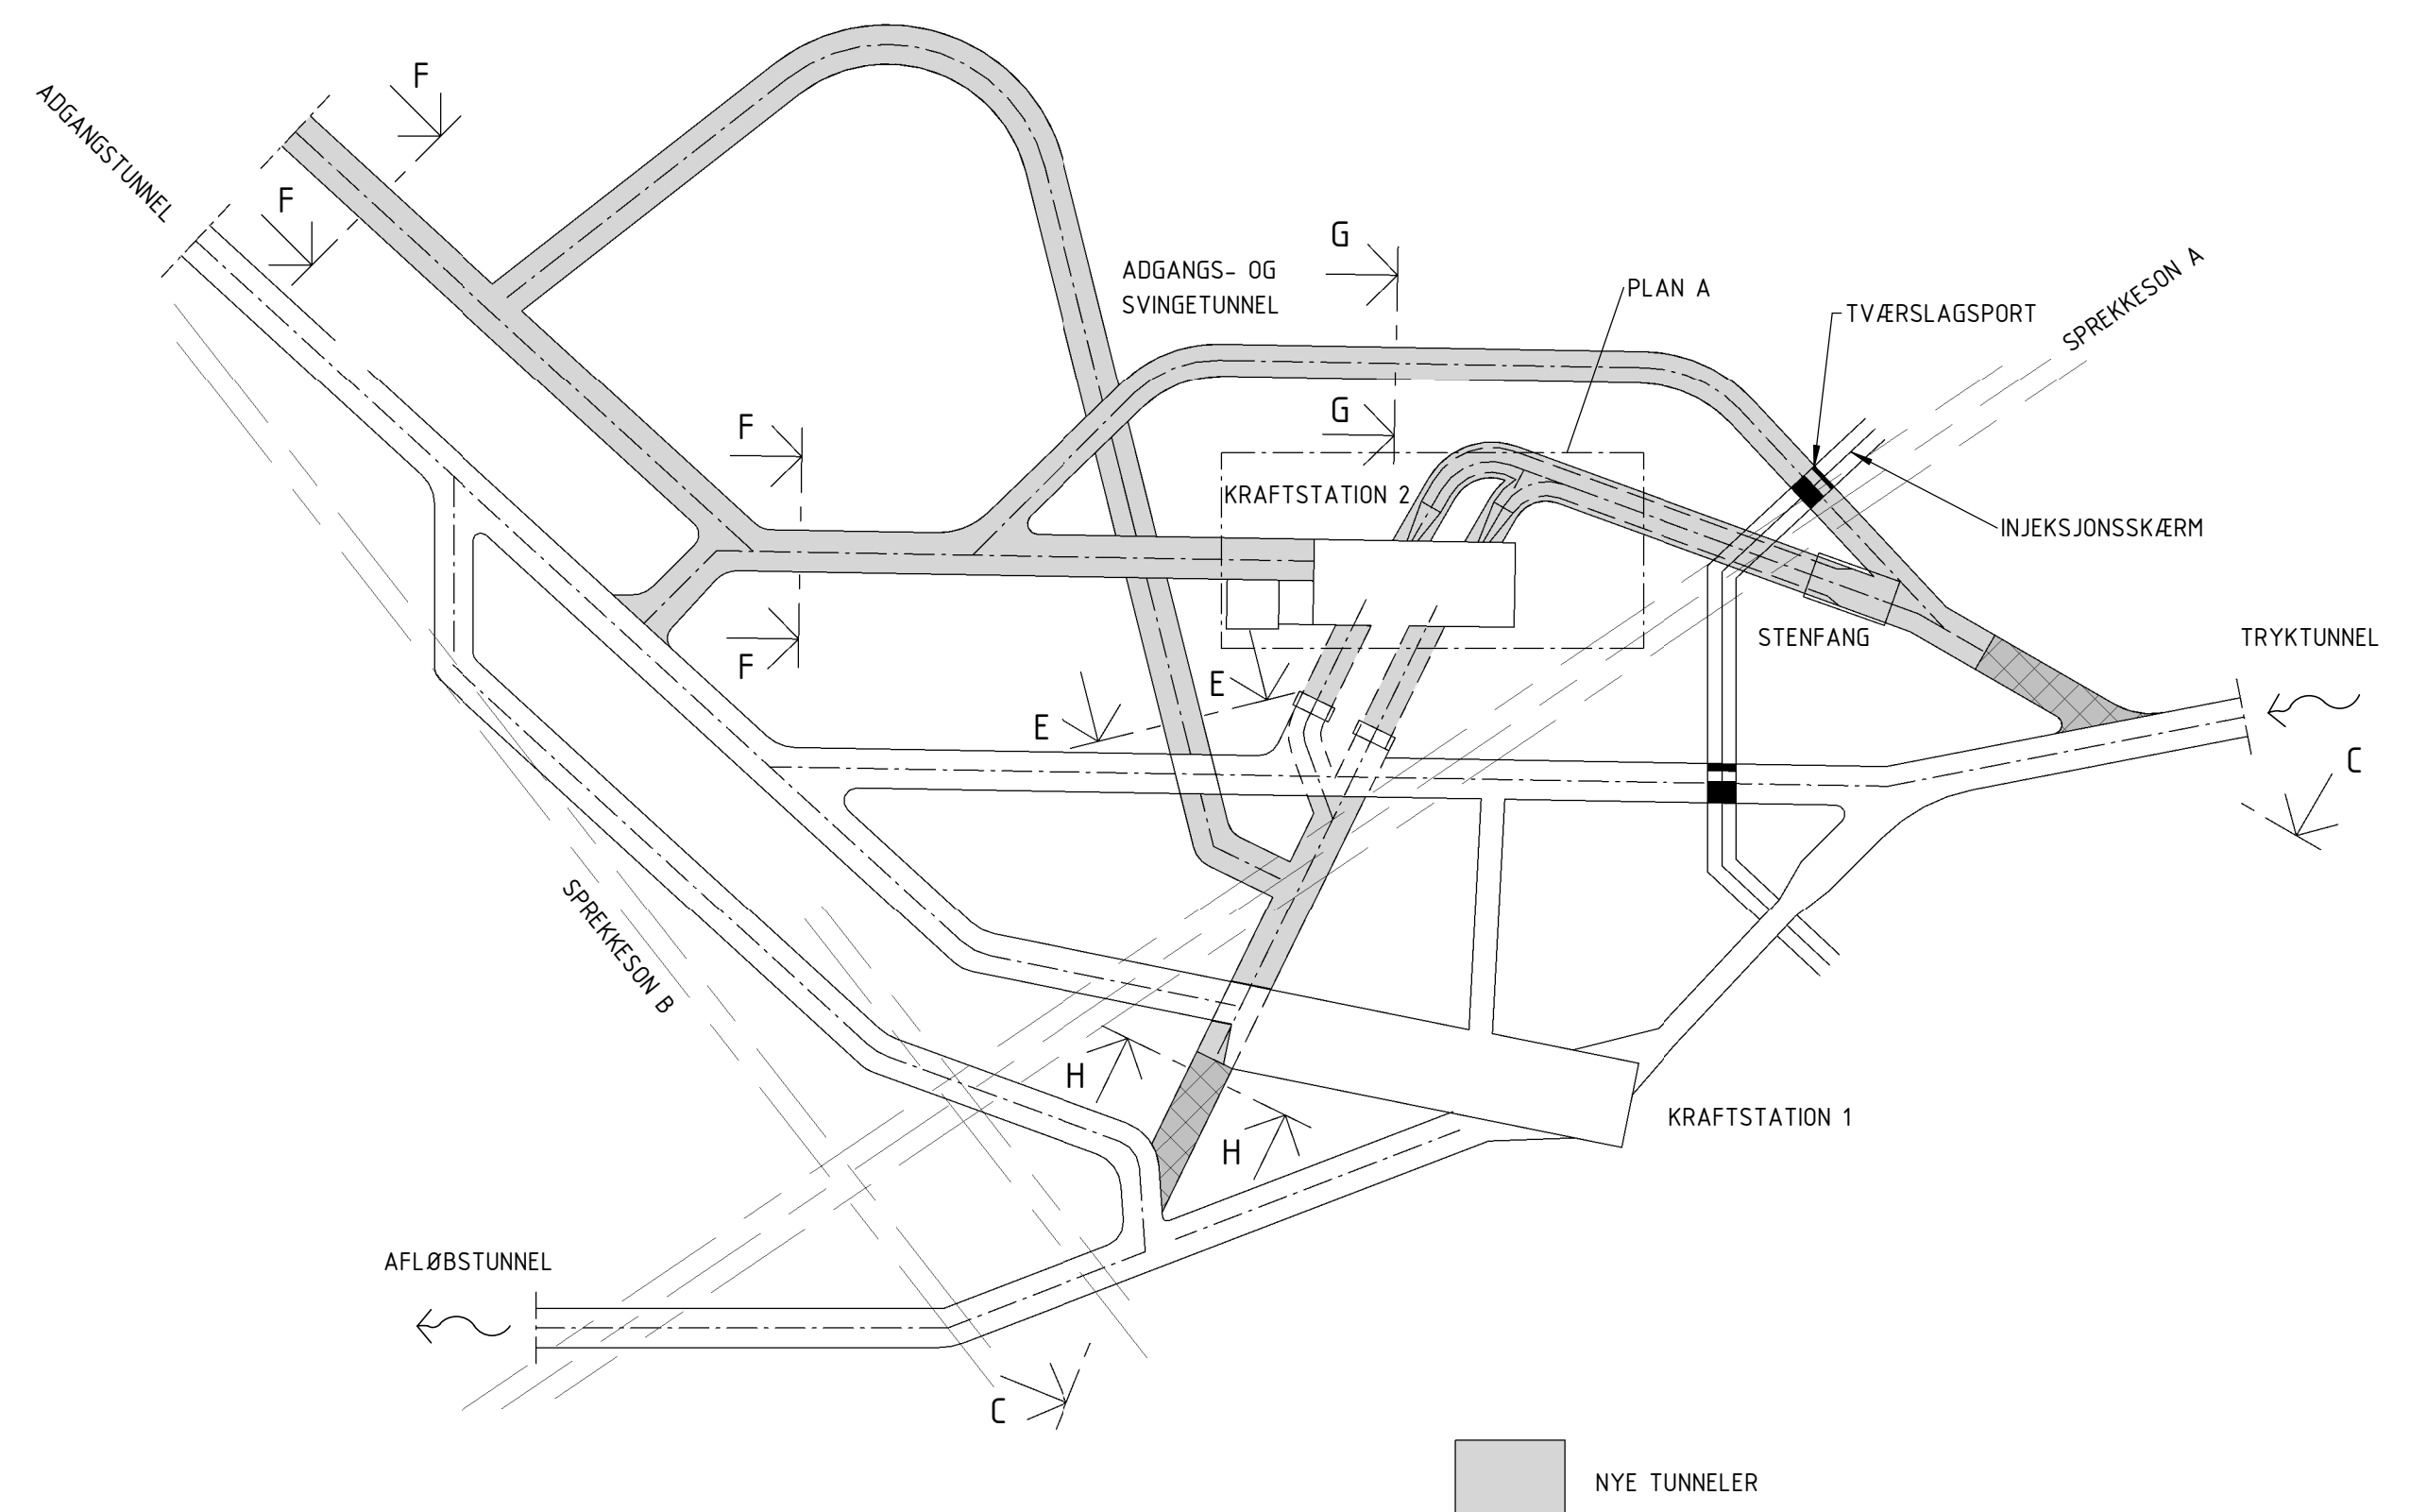 F
ADGANGSTUNNEL
F
G
ADGANGS- OG
SVINGETUNNEL
PLAN A
TVÆRSLAGSPORT
SPREKKESON A
G
F
KRAFTSTATION 2
INJEKSJONSSKÆRM
STENFANG
TRYKTUNNEL
F
E
E
C
SPREKKESON B
H
KRAFTSTATION 1
H
AFLØBSTUNNEL
C
NYE TUNNELER